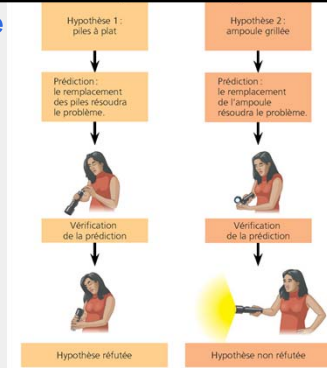 e
Hypothèse 1 :
piles à plat
Prédiction :
le remplacement
des piles résoudra
le problème.
Vérification
de la prédiction
Hypothèse réfutée
Hypothèse 2 :
ampoule grillée
Prédiction :
le remplacement
de l'ampoule
résoudra le problème.
Vérification
de la prédiction
Hypothèse non réfutée